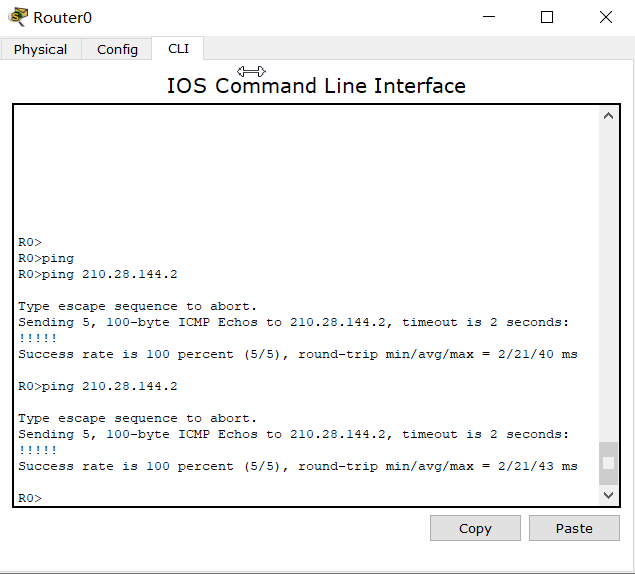 Router0
Physical Config CLI
IOS Command Line Interface
R0>
R0>ping
R0>ping 210.28.144.2
Type escape sequence to abort.
Sending 5, 100-byte ICMP Echos to 210.28.144.2, timeout is 2 seconds:
!!!!!
Success rate is 100 percent (5/5), round-trip min/avg/max = 2/21/40 ms
R0>ping 210.28.144.2
Type escape sequence to abort.
Sending 5, 100-byte ICMP Echos to 210.28.144.2, timeout is 2 seconds:
!!!!!
Success rate is 100 percent (5/5), round-trip min/avg/max = 2/21/43 ms
R0>
Copy Paste